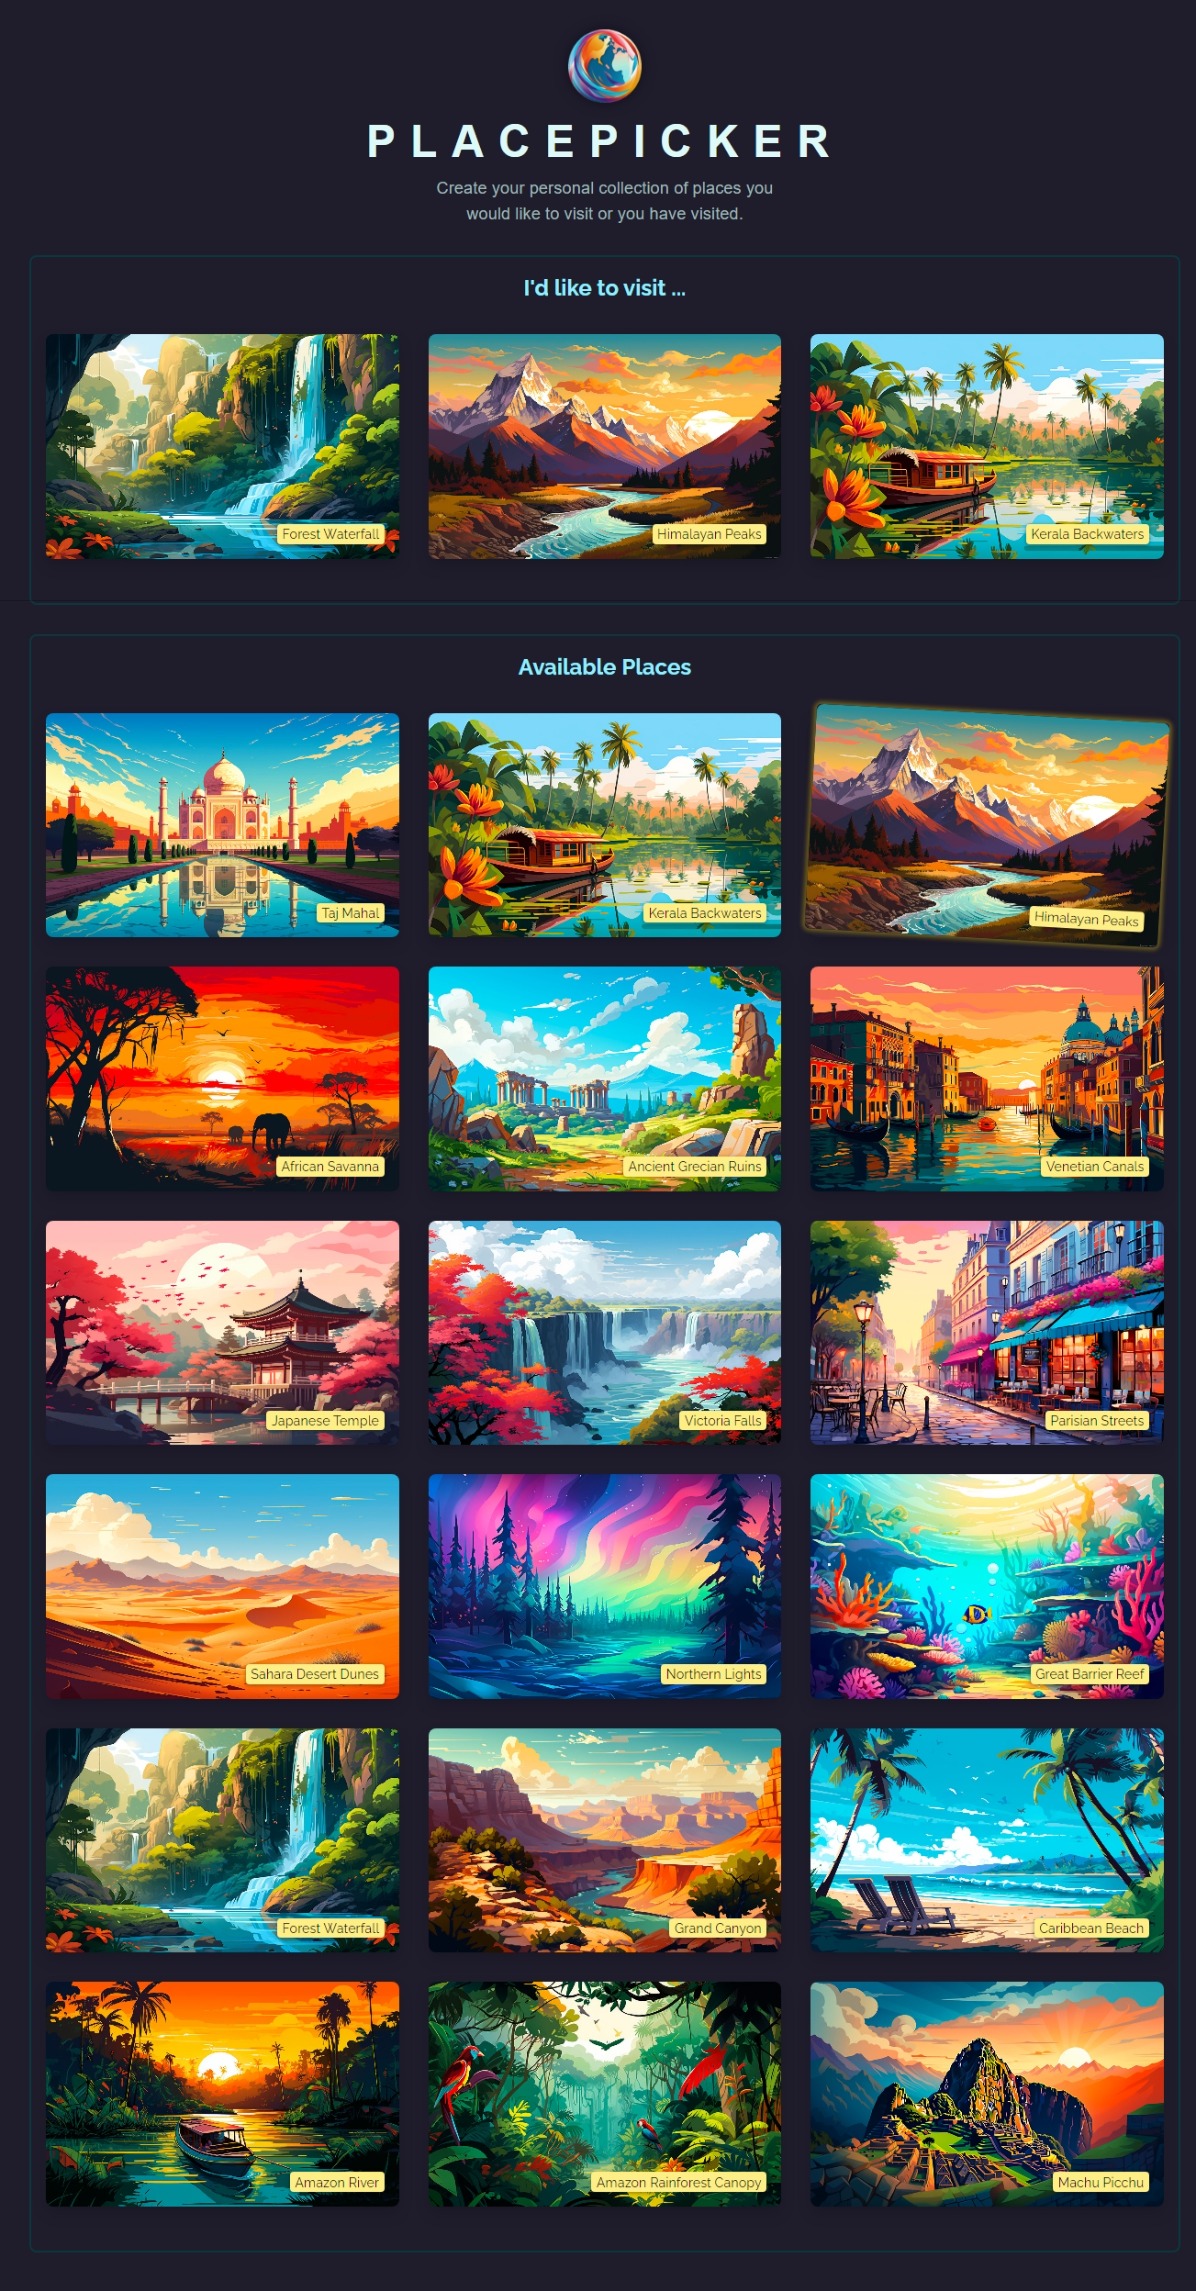 PLACEPICKER
Create your personal collection of places you
would like to visit or you have visited.
I'd like to visit ...
Forest Waterfall
Himalayan Peaks
Kerala Backwaters
Available Places
Taj Mahal
Kerala Backwaters
Himalayan Peaks
African Savanna
Ancient Grecian Ruins
Venetian Canals
Japanese Temple
Victoria Falls
Parisian Streets
Sahara Desert Dunes
Northern Lights
Great Barrier Reef
Forest Waterfall
Grand Canyon
Caribbean Beach
Amazon River
Amazon Rainforest Canopy
Machu Picchu